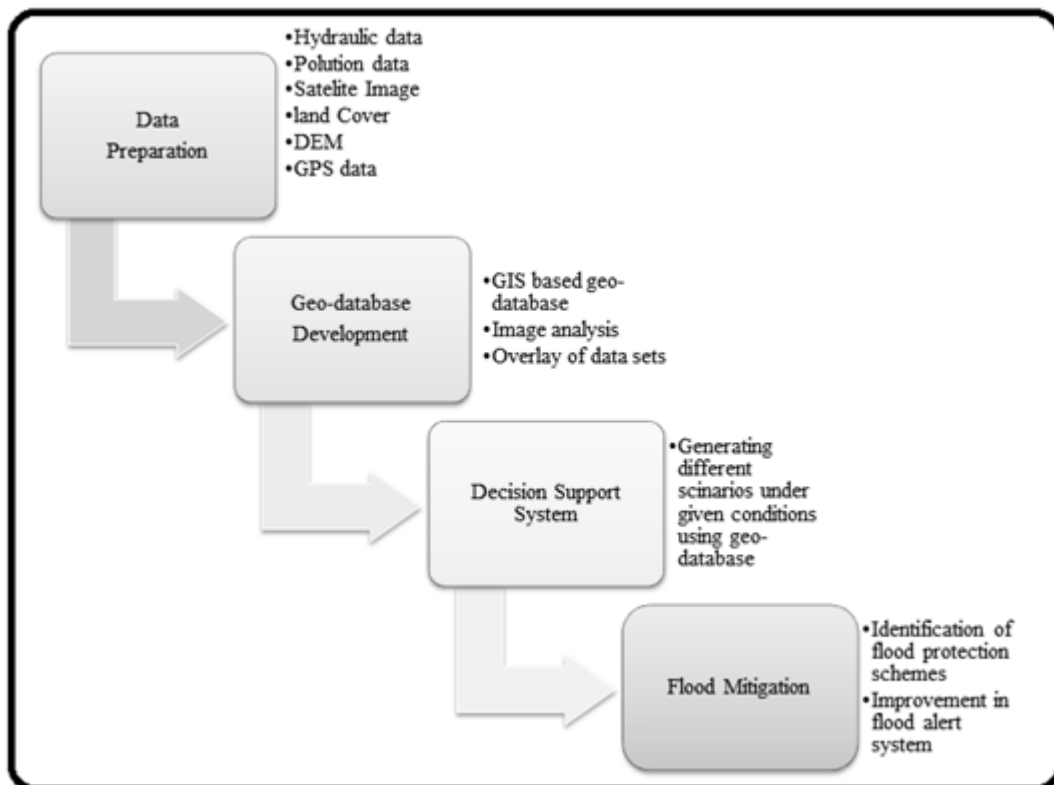 Data
Preparation
•Hydraulic data
•Polution data
•Satelite Image
•land Cover
•DEM
•GPS data
Geo-database
Development
•GIS based geo-
database
•Image analysis
•Overlay of data sets
Decision Support
System
•Generating
different
scinarios under
given conditions
using geo-
database
Flood Mitigation
•Identification of
flood protection
schemes
•Improvement in
flood alert
system